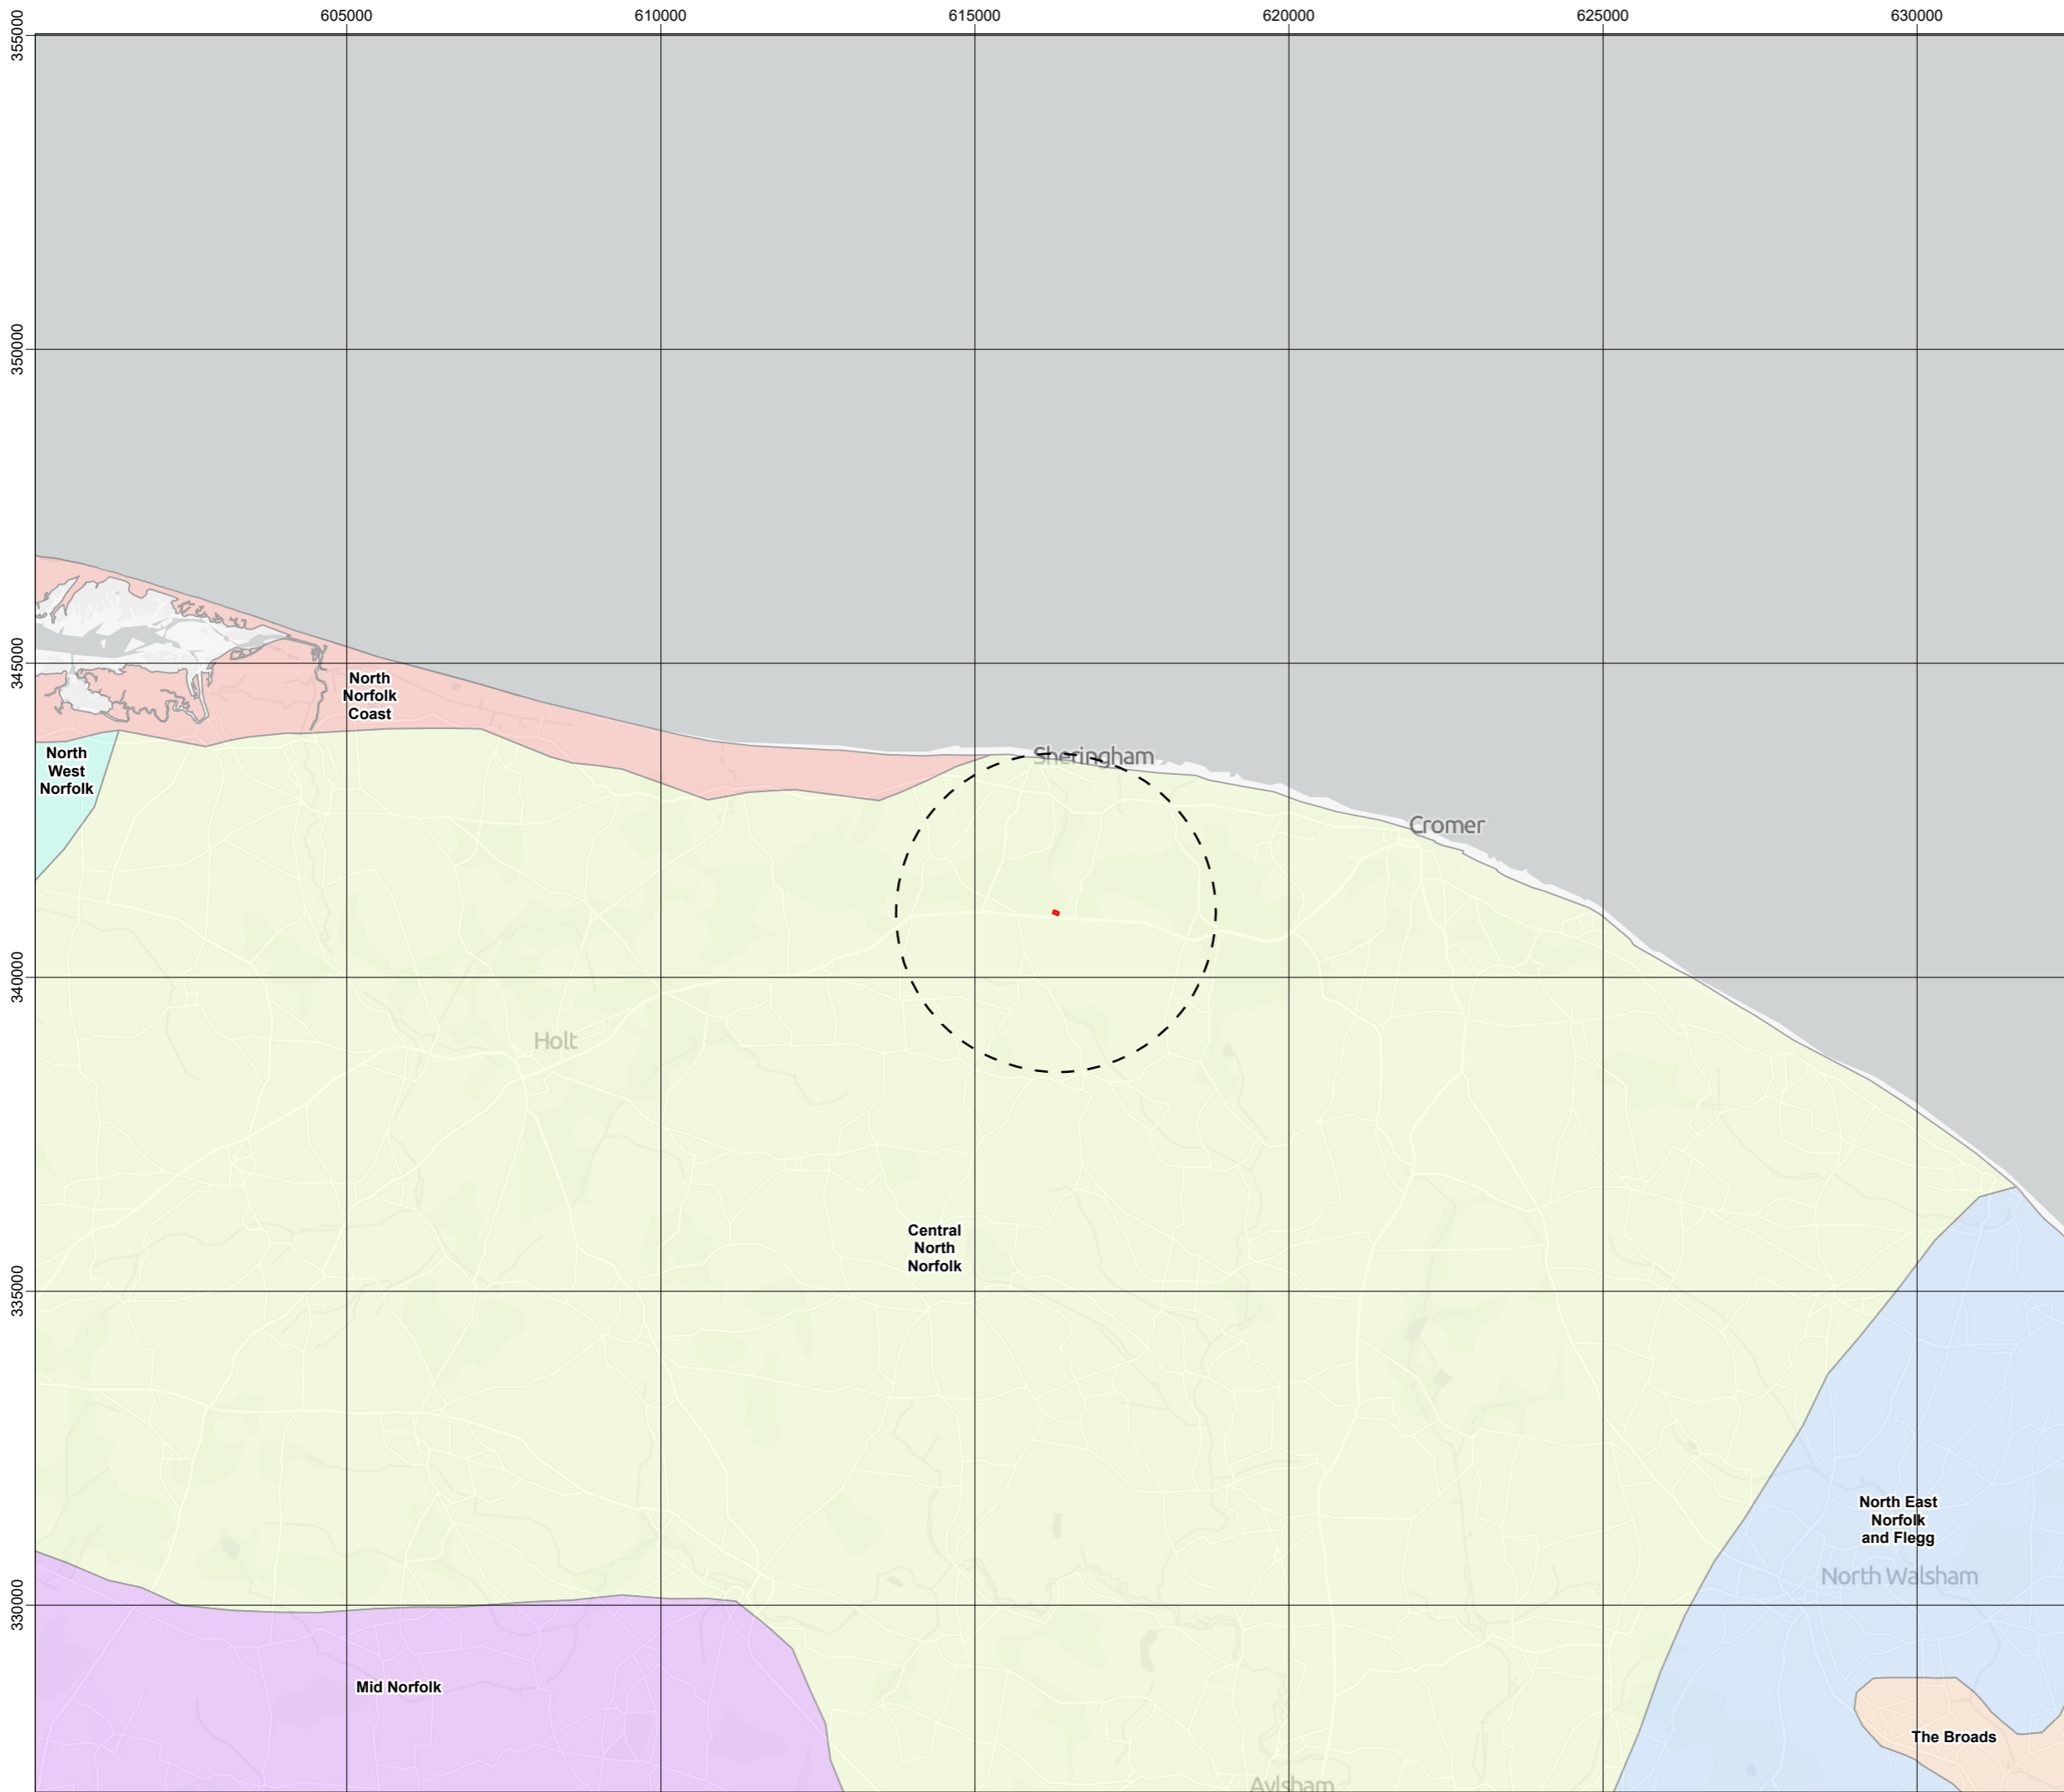 605000
610000
615000
620000
625000
630000
355000
350000
345000
340000
335000
330000
North
Norfolk
Coast
North
West
Norfolk
Sheringham
Cromer
Holt
Central
North
Norfolk
North East
Norfolk
and Flegg
North Walsham
Mid Norfolk
The Broads
Aylsham